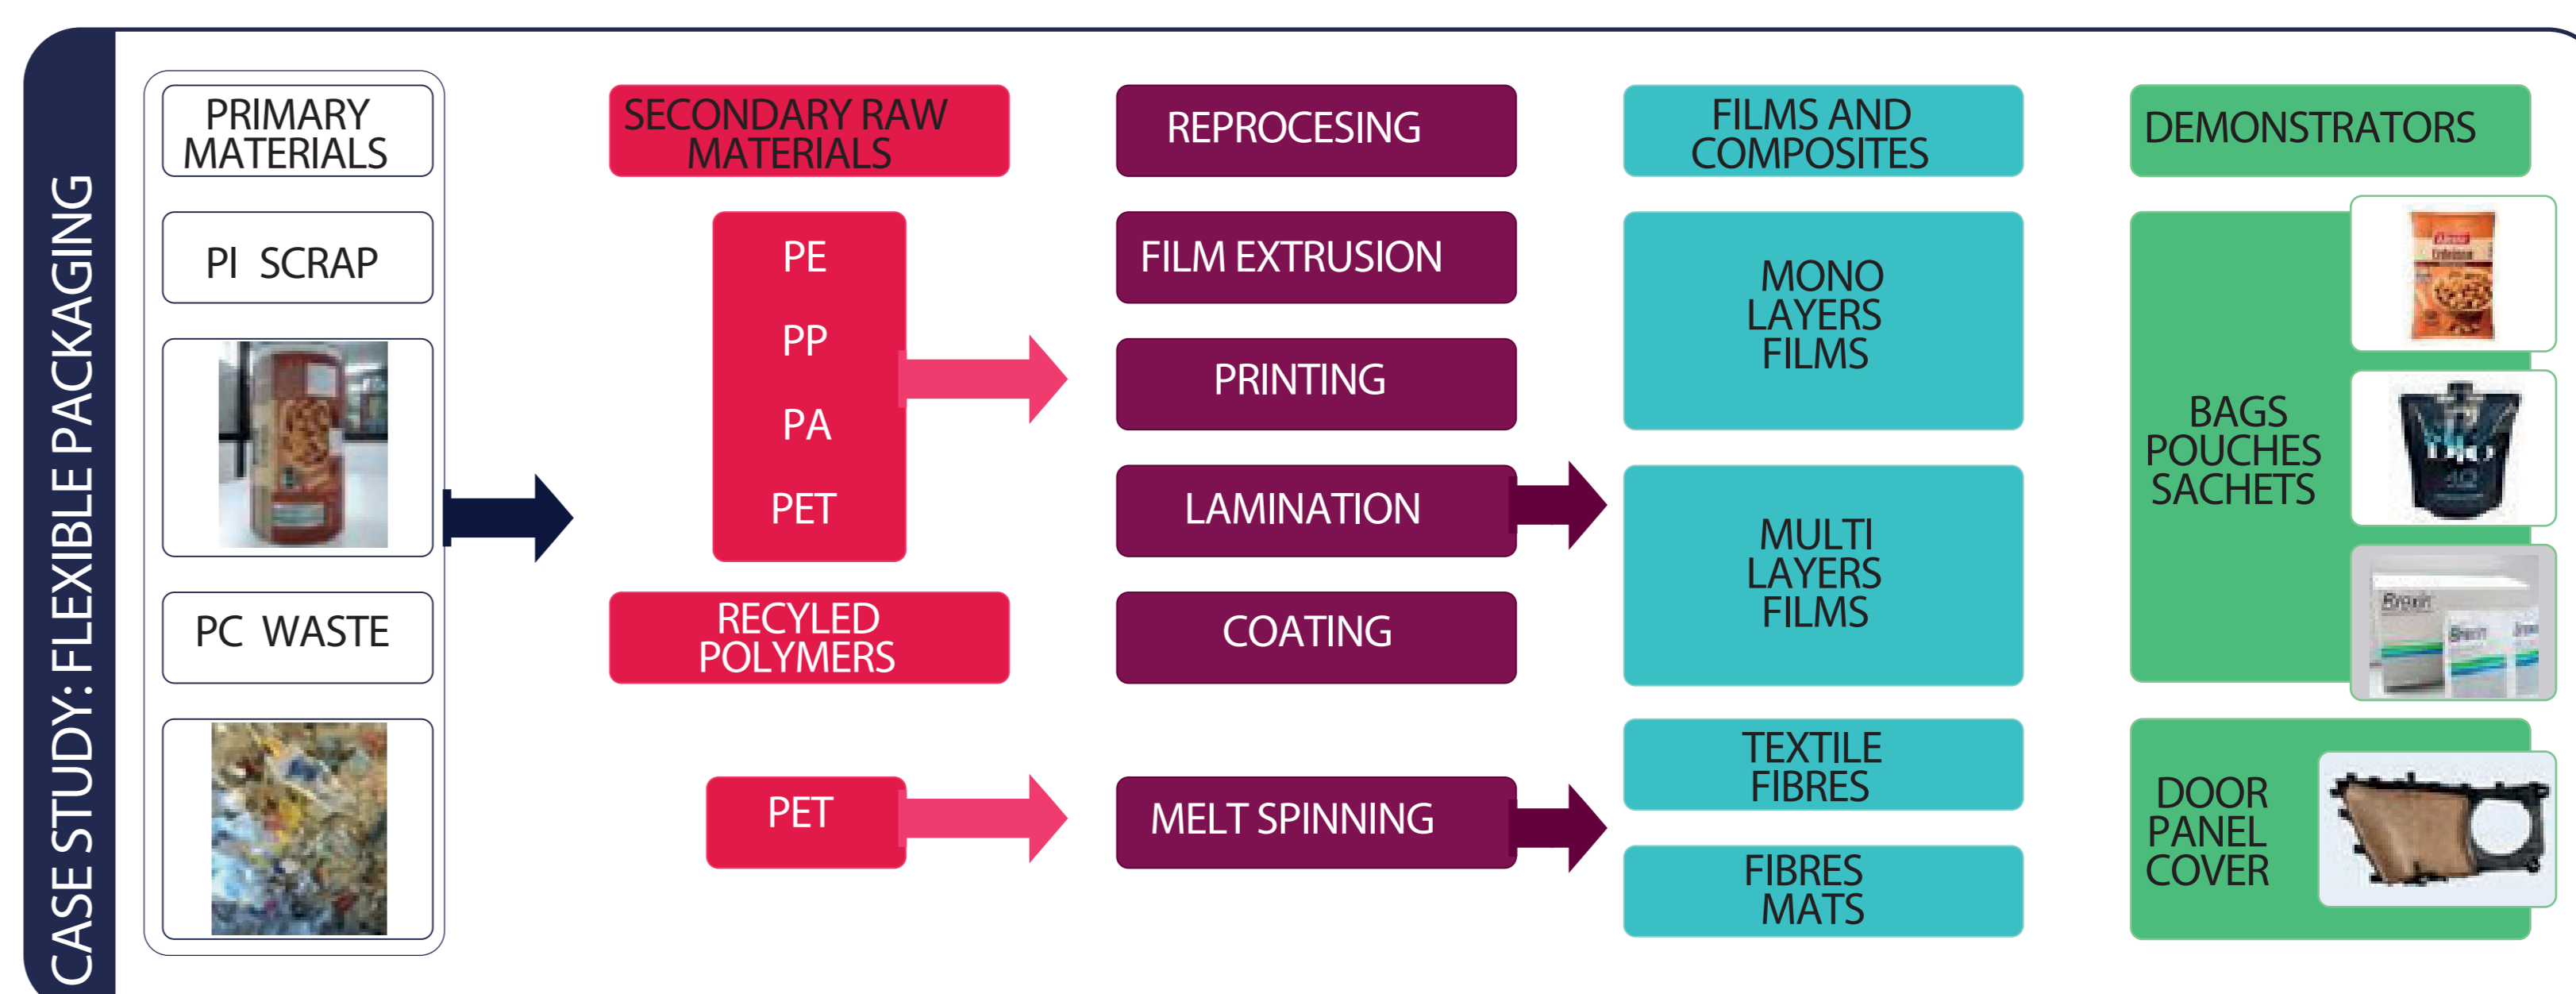 CASE STUDY: FLEXIBLE PACKAGING
PRIMARY
MATERIALS
PI SCRAP
PC WASTE
SECONDARY RAW
MATERIALS
PE
PP
PA
PET
RECYLED
POLYMERS
PET
REPROCESING
FILM EXTRUSION
PRINTING
LAMINATION
COATING
MELT SPINNING
FILMS AND
COMPOSITES
MONO
LAYERS
FILMS
MULTI
LAYERS
FILMS
TEXTILE
FIBRES
FIBRES
MATS
DEMONSTRATORS
BAGS
POUCHES
SACHETS
Brexin
Brexin
DOOR
PANEL
COVER